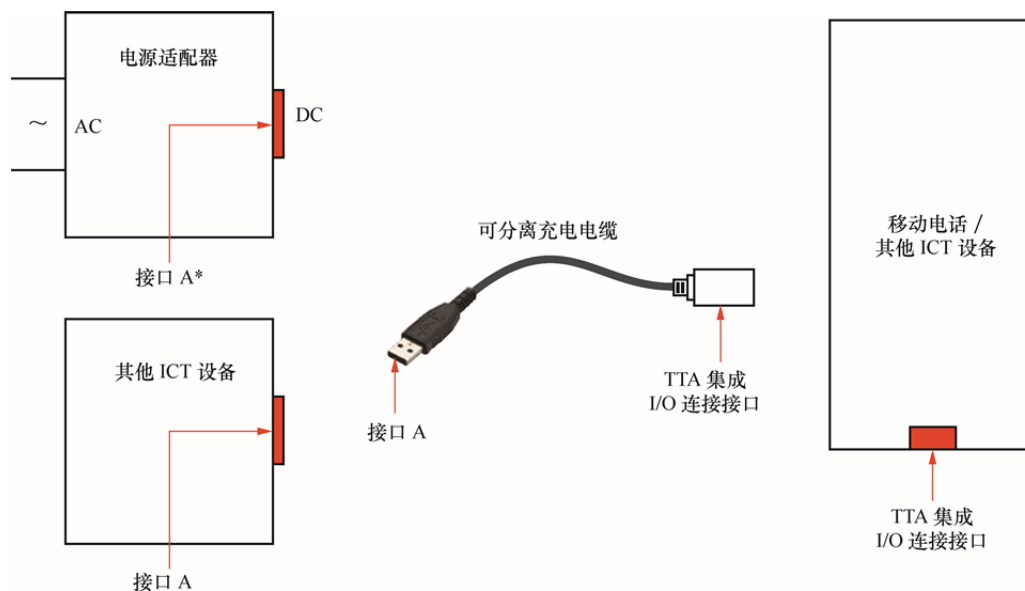 电源适配器
～
AC
DC
接口 A*
其他 ICT 设备
接口 A
可分离充电电缆
接口 A
TTA 集成
I/O 连接接口
移动电话 /
其他 ICT 设备
TTA 集成
I/O 连接接口